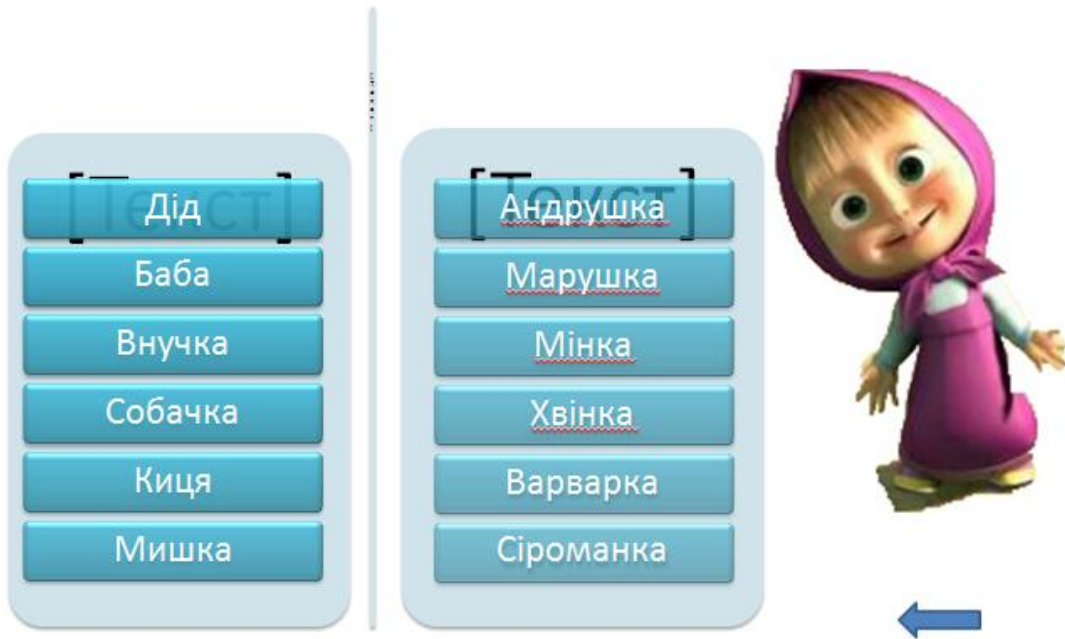 [Текст]
Дід
Баба
Внучка
Собачка
Киця
Мишка
[Текст]
Андрушка
Марушка
Мінка
Хвінка
Варварка
Сіроманка